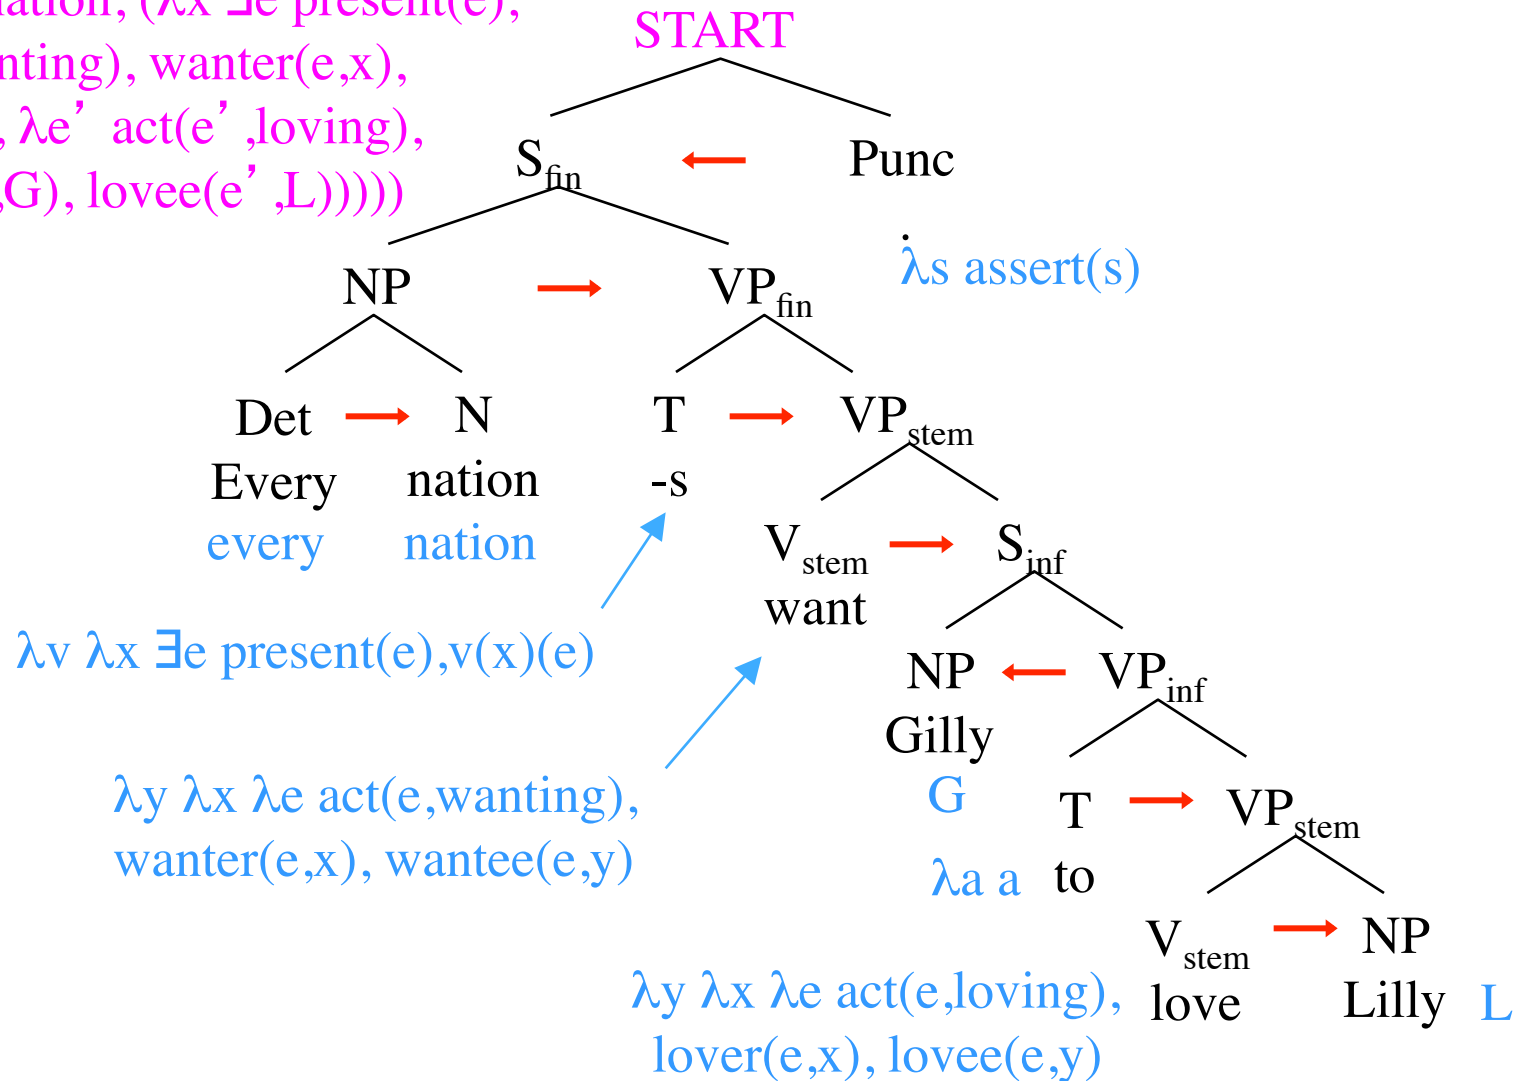 (λx ∃e present(e),
START
wanter(e,x),
λe’ act(e’ ,loving),
,G), lovee(e’ ,L)))))
S fin Punc
.
λs assert(s)
NP VP fin
Det N T VP stem
Every nation -s
every nation
V stem S inf
want
λv λx ∃e present(e),v(x)(e)
NP VP inf
Gilly
λy λx λe act(e,wanting),
wanter(e,x), wantee(e,y)
G T VP stem
λa a to
V stem NP
love Lilly L
λy λx λe act(e,loving),
lover(e,x), lovee(e,y)